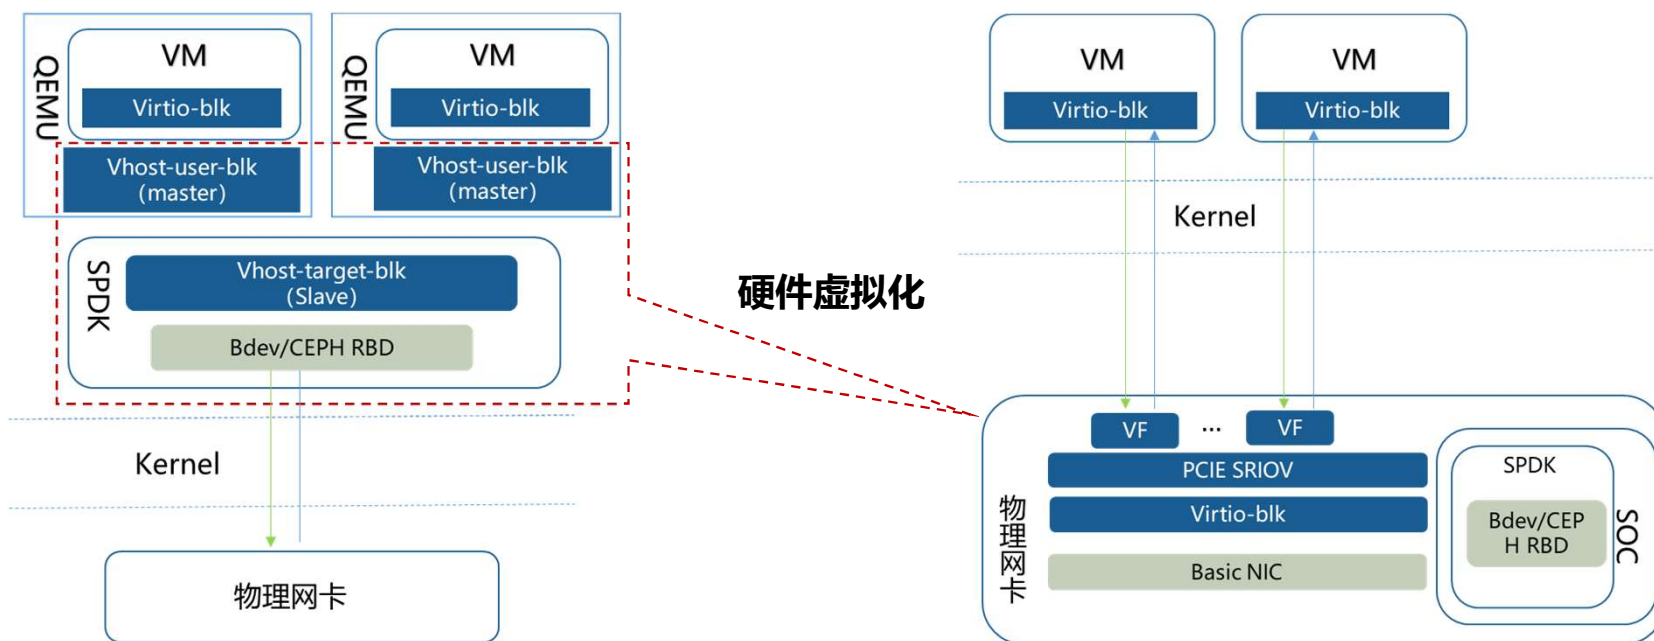 QEMU
VM
Virtio-blk
Vhost-user-blk
(master)
QEMU
VM
Virtio-blk
Vhost-user-blk
(master)
SPDK
Vhost-target-blk
(Slave)
Bdev/CEPH RBD
Kernel
物理网卡
硬件虚拟化
VM
Virtio-blk
VM
Virtio-blk
Kernel
物理网卡
VF
...
VF
PCIE SRIOV
Virtio-blk
Basic NIC
SPDK
Bdev/CEP
H RBD
SOC